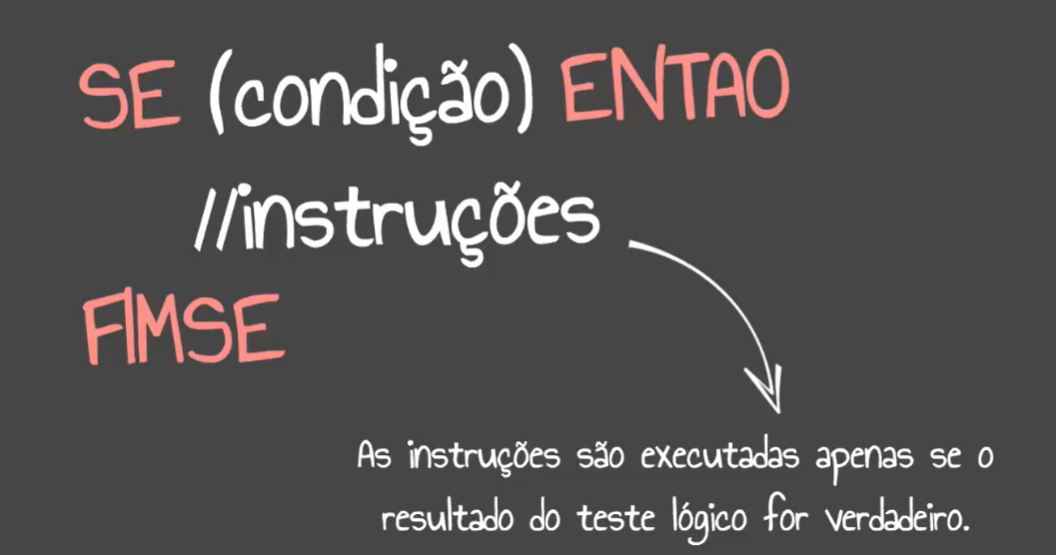 SE (condição) ENTAO
//instruções
FIMSE
As instruções são executadas apenas se o
resultado do teste lógico for verdadeiro.